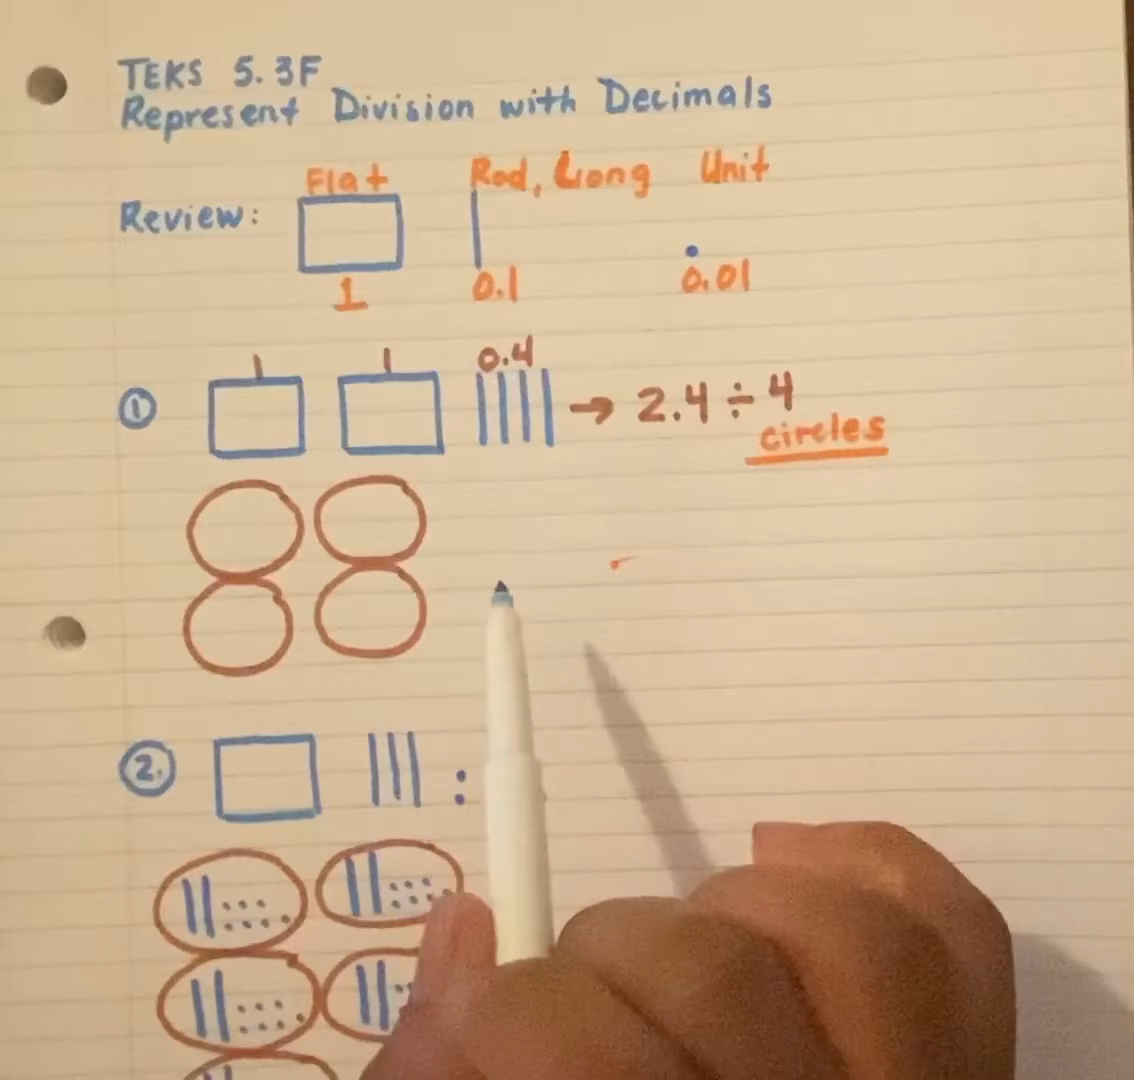 TEKS 5.3F
Represent Division with Decimals
Flat Rod, Long Unit
Review:
1 0.1 0.01
1 1 0.4
① → 2.4 ÷ 4
circles
②.